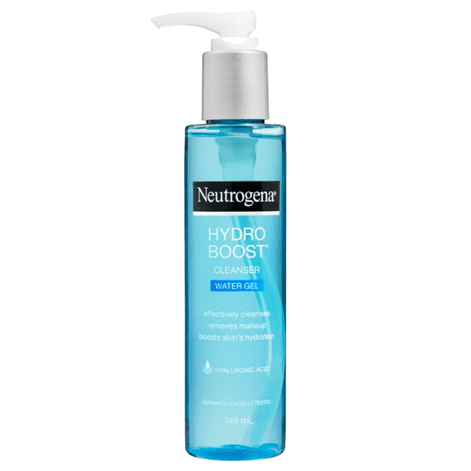 Neutrogena®
HYDRO
BOOST®
CLEANSER
WATER GEL
effectively cleanses
removes makeup
boosts skin's hydration
HYALURONIC ACID
DERMATOLOGICALLY TESTED
145 mL